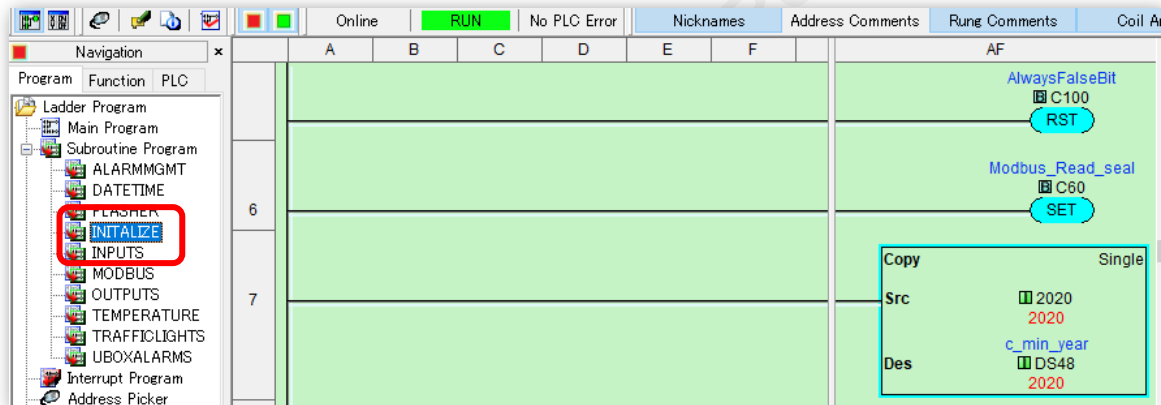 Online RUN No PLC Error Nicknames Address Comments Rung Comments Coil A
Navigation ×
Program Function PLC
Ladder Program
Main Program
Subroutine Program
ALARMMGMT
DATETIME
FLASHER
INITALIZE
INPUTS
MODBUS
OUTPUTS
TEMPERATURE
TRAFFICLIGHTS
UBOXALARMS
Interrupt Program
Address Picker
A B C D E F AF
AlwaysFalseBit
C100
RST
Modbus_Read_seal
C60
6 SET
Copy Single
7 Src 2020
2020
c_min_year
Des DS48
2020